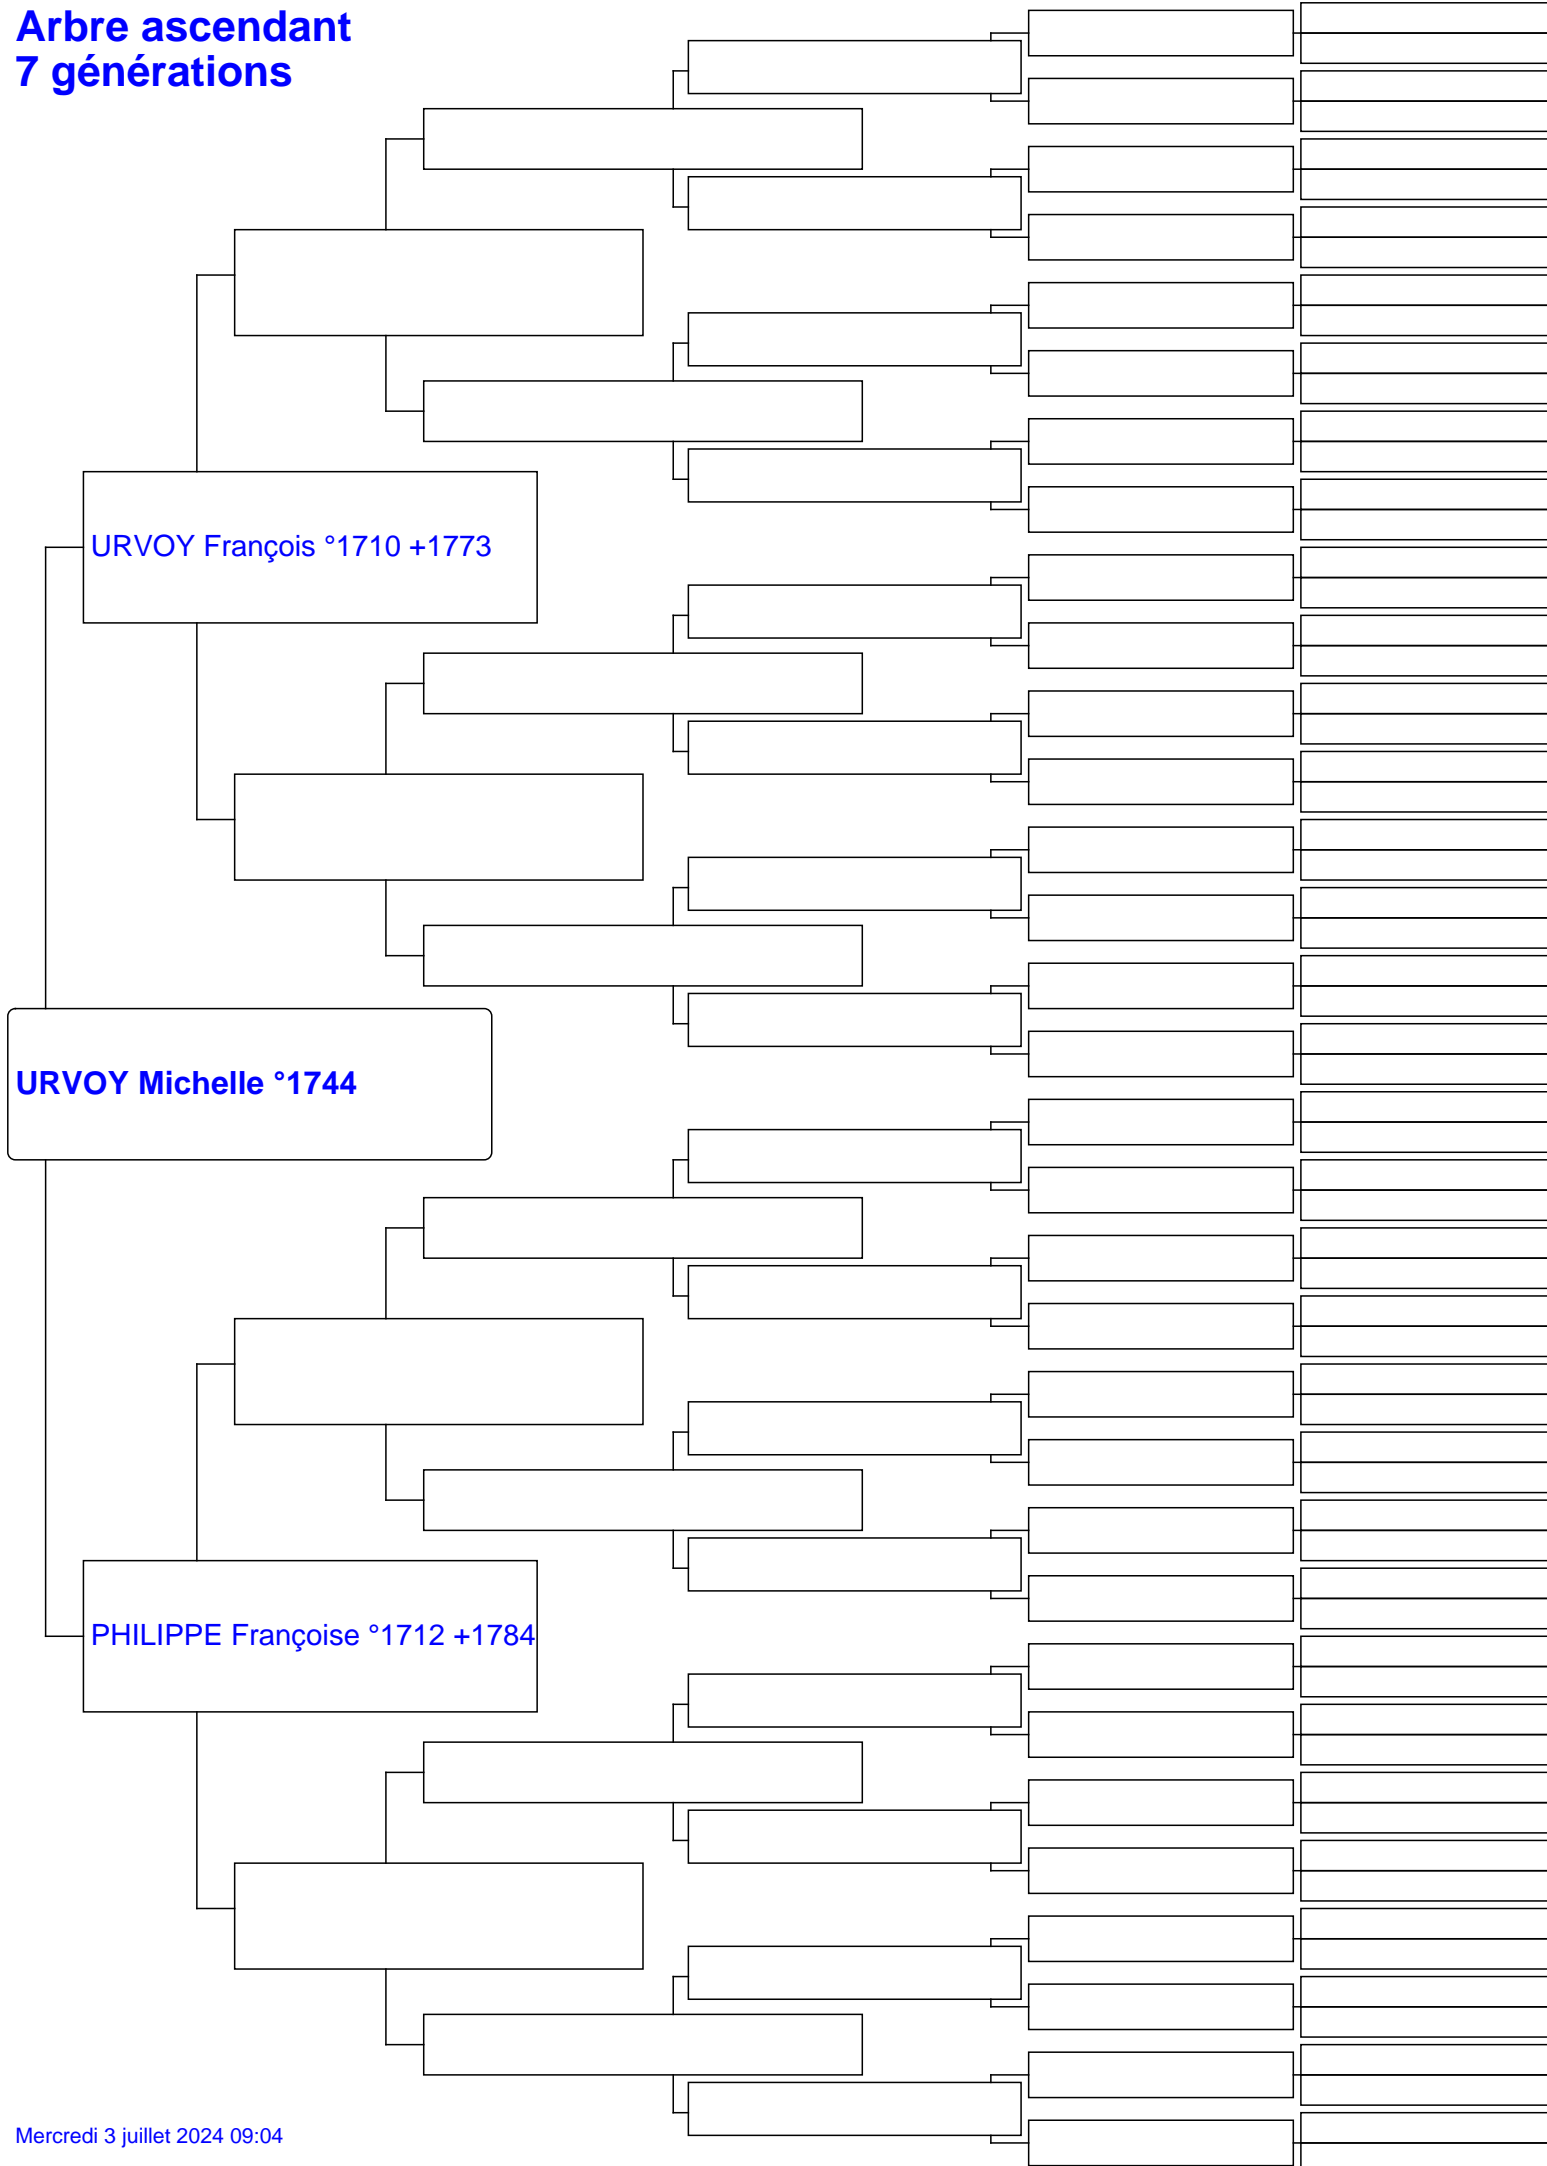 Arbre ascendant
7 générations
URVOY François °1710 +1773
URVOY Michelle °1744
PHILIPPE Françoise °1712 +1784
Mercredi 3 juillet 2024 09:04